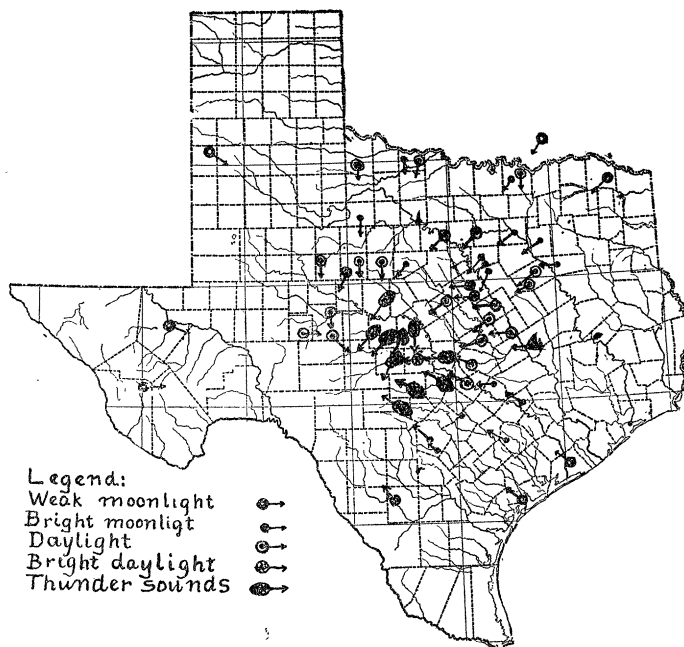 Legend:
Weak moonlight
Bright moonligt
Daylight
Bright daylight
Thunder sounds